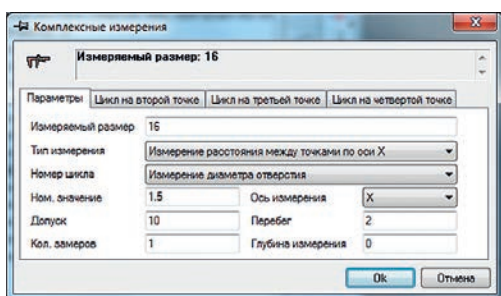 Комплексные измерения
Измеряемый размер: 16
Параметры Цикл на второй точке Цикл на третьей точке Цикл на четвертой точке
Измеряемый размер 16
Тип измерения Измерение расстояния между точками по оси X
Номер цикла Измерение диаметра отверстия
Ном. значение 1.5 Ось измерения X
Допуск 10 Перебег 2
Кол. замеров 1 Глубина измерения 0
Ok Отмена